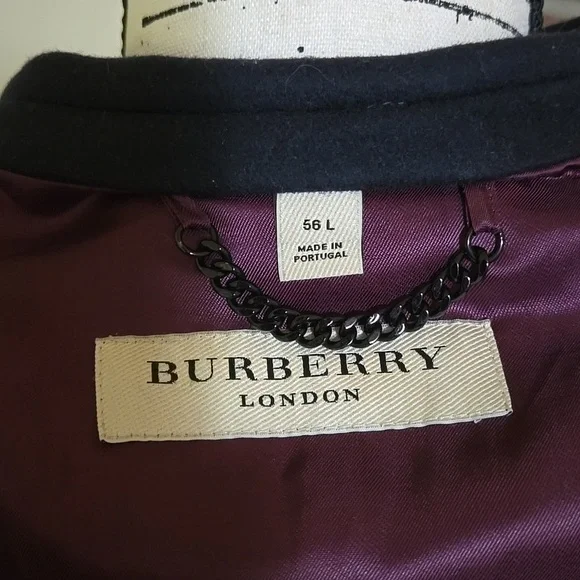 56 L
MADE IN
PORTUGAL
BURBERRY
LONDON